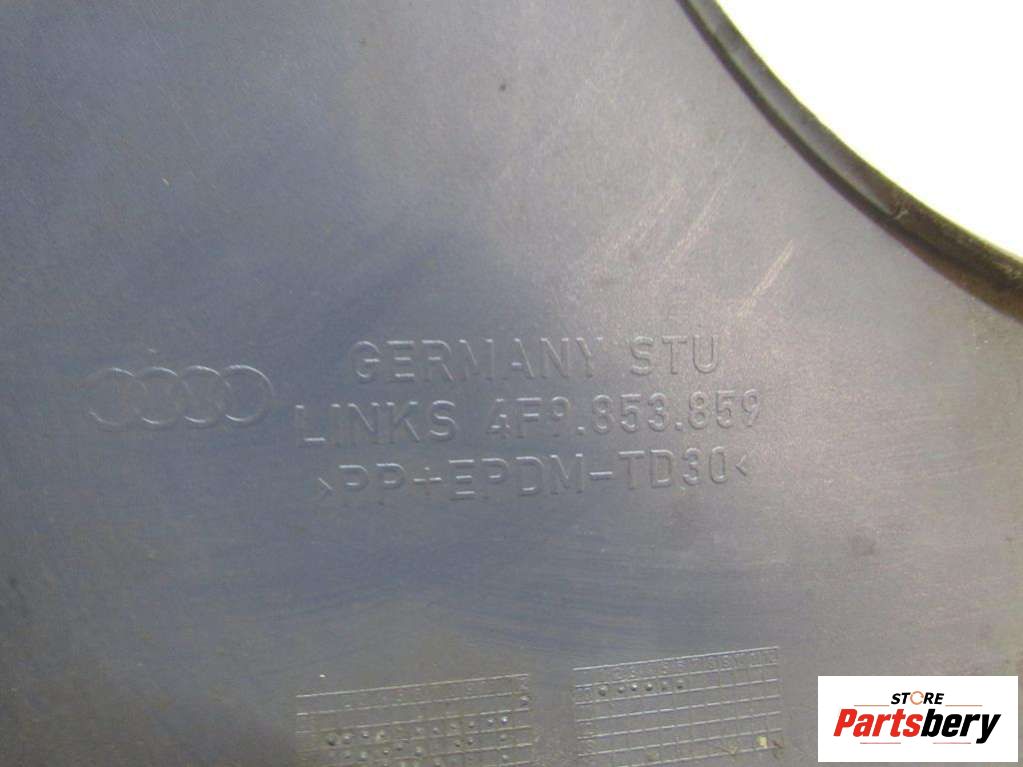 GERMANY STU
LINKS 4F9.853.859
>PP+EPDM-TD30<
STORE
Partsbery